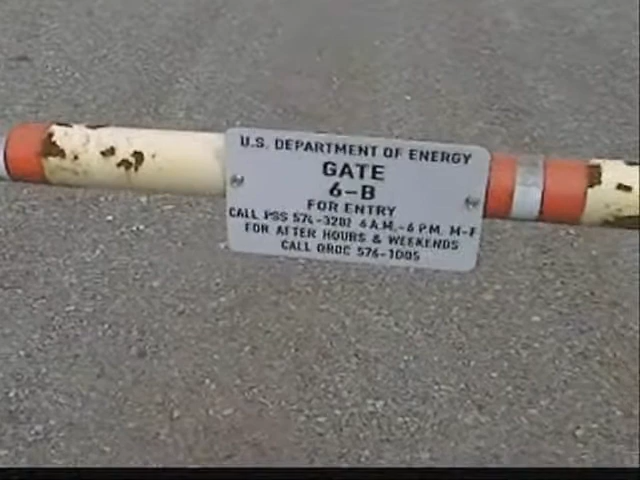 U.S. DEPARTMENT OF ENERGY
GATE
6-B
FOR ENTRY
CALL PSS 574-3282 6 A.M.-6 P.M. M-F
FOR AFTER HOURS & WEEKENDS
CALL OROC 576-1005